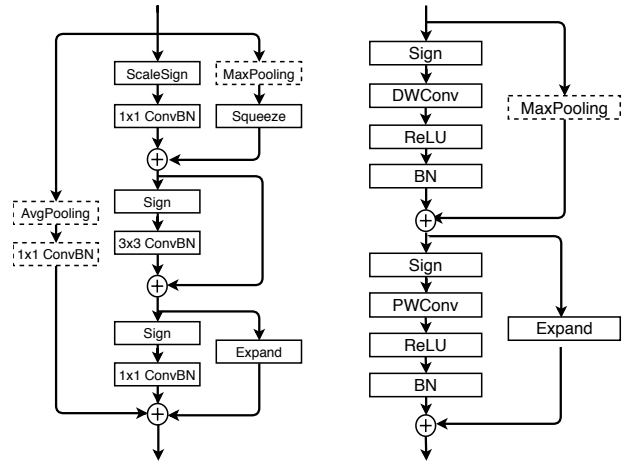 ScaleSign
MaxPooling
1x1 ConvBN
Squeeze
+
Sign
AvgPooling
3x3 ConvBN
1x1 ConvBN
+
Sign
Expand
1x1 ConvBN
+
Sign
DWConv
MaxPooling
ReLU
BN
+
Sign
PWConv
Expand
ReLU
BN
+